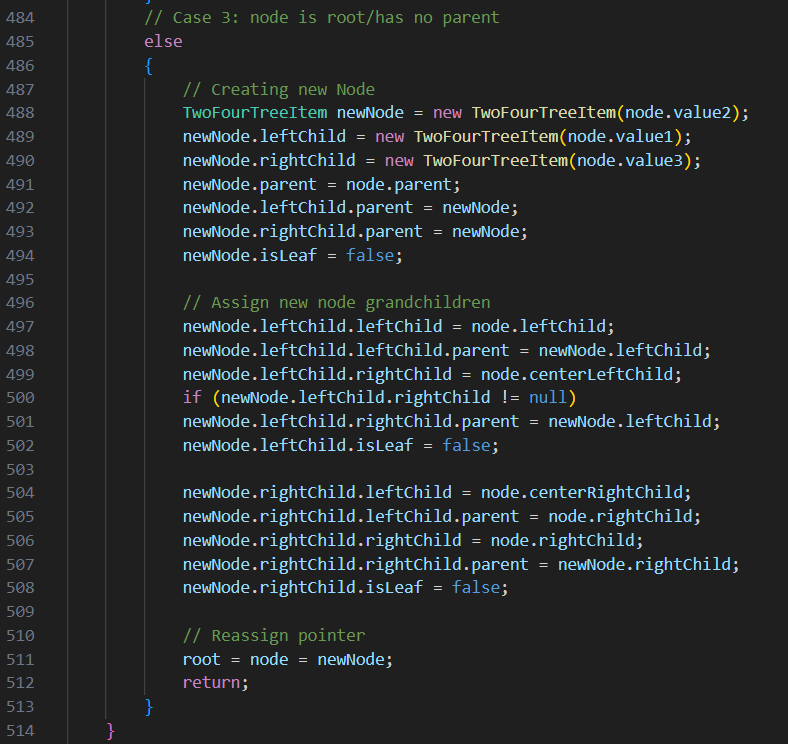 484 // Case 3: node is root/has no parent
485 else
486 {
487 // Creating new Node
488 TwoFourTreeItem newNode = new TwoFourTreeItem(node.value2);
489 newNode.leftChild = new TwoFourTreeItem(node.value1);
490 newNode.rightChild = new TwoFourTreeItem(node.value3);
491 newNode.parent = node.parent;
492 newNode.leftChild.parent = newNode;
493 newNode.rightChild.parent = newNode;
494 newNode.isLeaf = false;
495
496 // Assign new node grandchildren
497 newNode.leftChild.leftChild = node.leftChild;
498 newNode.leftChild.leftChild.parent = newNode.leftChild;
499 newNode.leftChild.rightChild = node.centerLeftChild;
500 if (newNode.leftChild.rightChild != null)
501 newNode.leftChild.rightChild.parent = newNode.leftChild;
502 newNode.leftChild.isLeaf = false;
503
504 newNode.rightChild.leftChild = node.centerRightChild;
505 newNode.rightChild.leftChild.parent = node.rightChild;
506 newNode.rightChild.rightChild = node.rightChild;
507 newNode.rightChild.rightChild.parent = newNode.rightChild;
508 newNode.rightChild.isLeaf = false;
509
510 // Reassign pointer
511 root = node = newNode;
512 return;
513 }
514 }